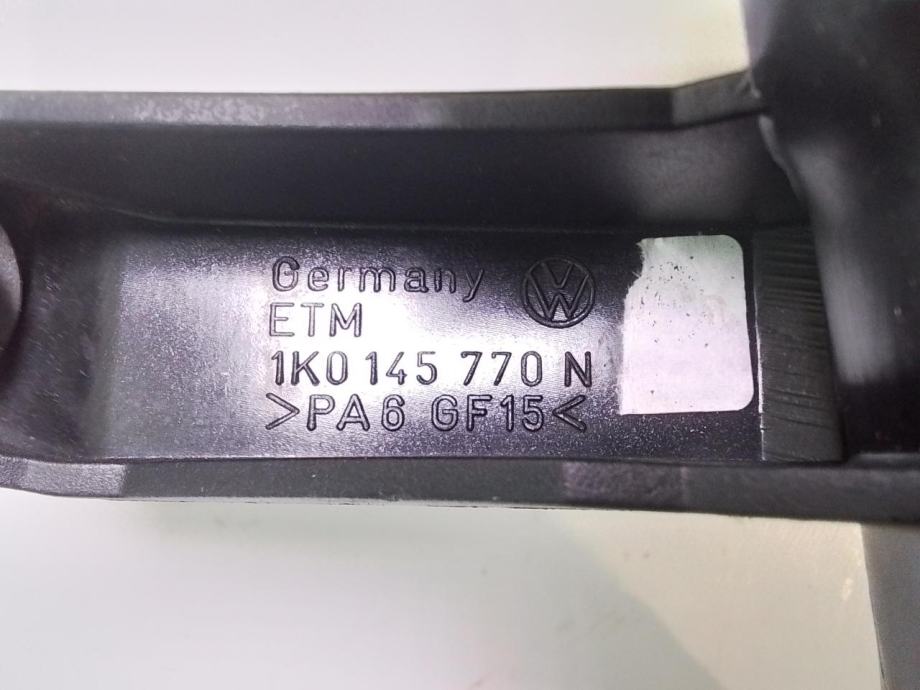 Germany
ETM
1K0 145 770 N
>PA6 GF15<